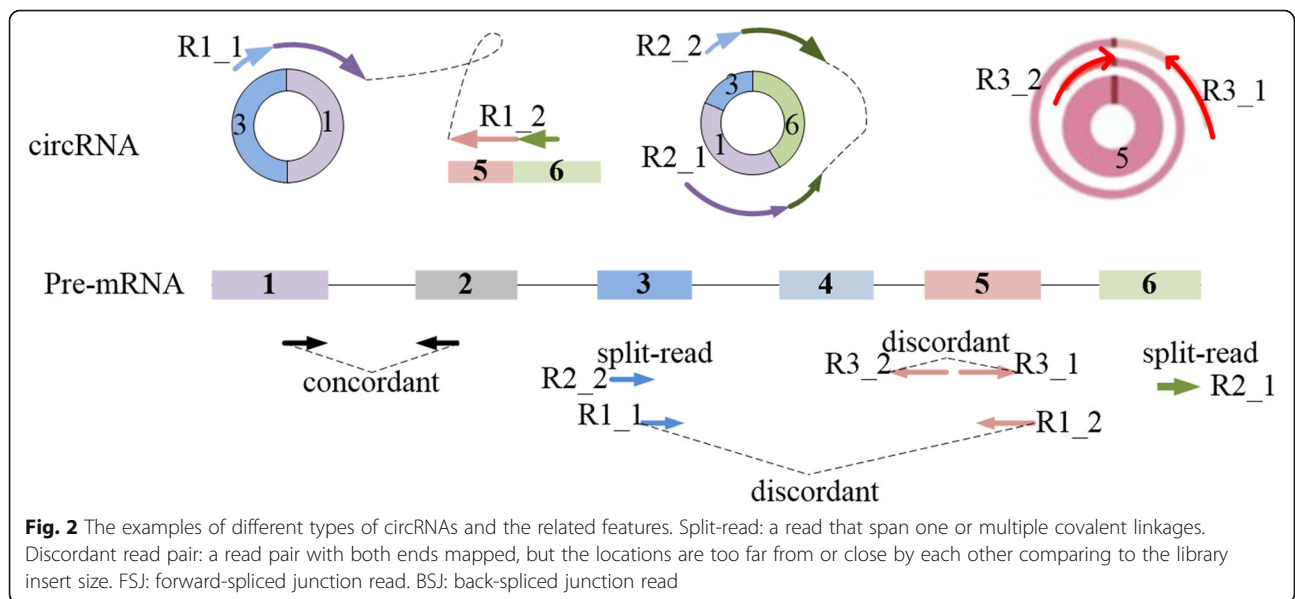 R1_1
R2_2
3
1
R1_2
5 6
3
6
1
R2_1
R3_2
R3_1
5
circRNA
Pre-mRNA 1 2 3 4 5 6
concordant
split-read
R2_2
R1_1
discordant
R3_2 R3_1
R1_2
split-read
R2_1
discordant
Fig. 2 The examples of different types of circRNAs and the related features. Split-read: a read that span one or multiple covalent linkages.
Discordant read pair: a read pair with both ends mapped, but the locations are too far from or close by each other comparing to the library
insert size. FSJ: forward-spliced junction read. BSJ: back-spliced junction read